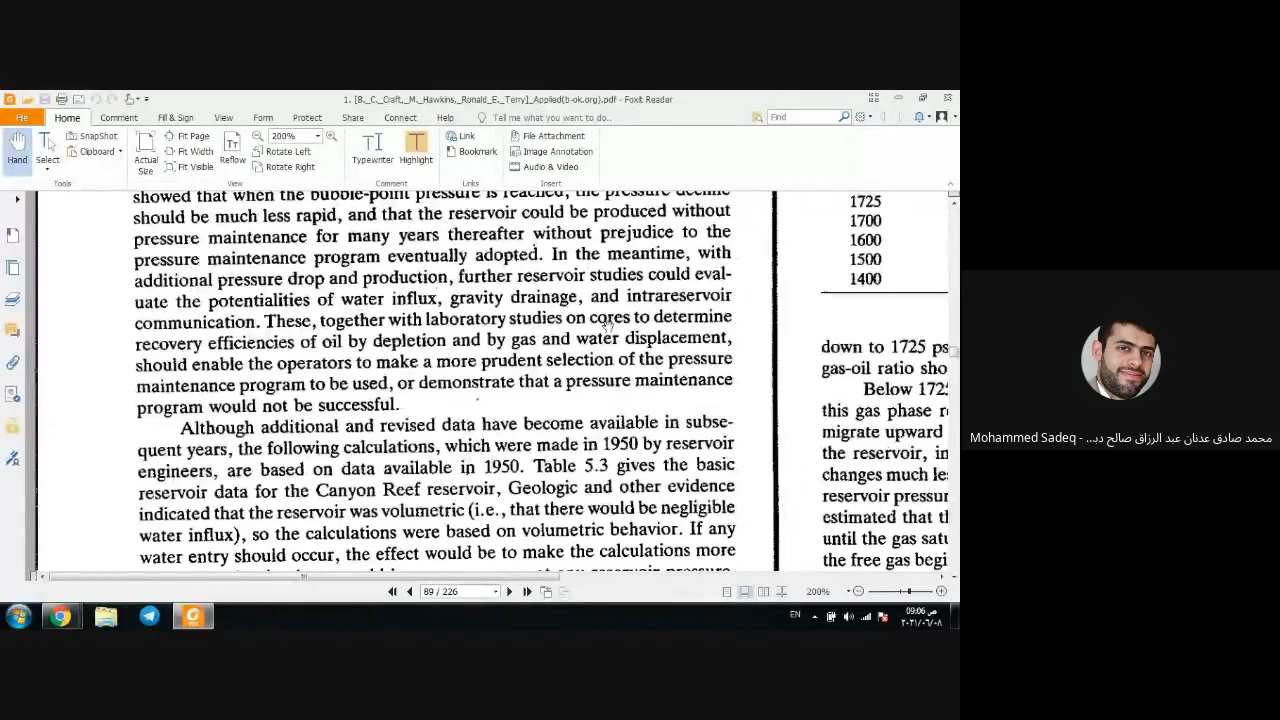 1. [B._C._Craft,_M._Hawkins,_Ronald_E._Terry]_Applied(b-ok.org).pdf - Foxit Reader
File Home Comment Fill & Sign View Form Protect Share Connect Help Tell me what you want to do.. Find
Hand
Select
SnapShot
Clipboard
Tools
Actual Size
Fit Page
Fit Width
Fit Visible
Reflow
200%
Rotate Left
Rotate Right
View
Typewriter
Highlight
Comment
Link
Bookmark
Links
File Attachment
Image Annotation
Audio & Video
Insert
showed that when the bubble-point pressure is reached, the pressure decline
should be much less rapid, and that the reservoir could be produced without
pressure maintenance for many years thereafter without prejudice to the
pressure maintenance program eventually adopted. In the meantime, with
additional pressure drop and production, further reservoir studies could eval-
uate the potentialities of water influx, gravity drainage, and intrareservoir
communication. These, together with laboratory studies on cores to determine
recovery efficiencies of oil by depletion and by gas and water displacement,
should enable the operators to make a more prudent selection of the pressure
maintenance program to be used, or demonstrate that a pressure maintenance
program would not be successful.
Although additional and revised data have become available in subse-
quent years, the following calculations, which were made in 1950 by reservoir
engineers, are based on data available in 1950. Table 5.3 gives the basic
reservoir data for the Canyon Reef reservoir, Geologic and other evidence
indicated that the reservoir was volumetric (i.e., that there would be negligible
water influx), so the calculations were based on volumetric behavior. If any
water entry should occur, the effect would be to make the calculations more
1725
1700
1600
1500
1400
down to 1725 ps
gas-oil ratio sho
Below 1725
this gas phase r
migrate upward
the reservoir, in
changes much le
reservoir pressur
estimated that th
until the gas satu
the free gas begi
89 / 226
200%
EN
09:06 ص
٢٠٢١/٠٦/٠٨
Mohammed Sadeq - محمد صادق عدنان عبد الرزاق صالح دب...